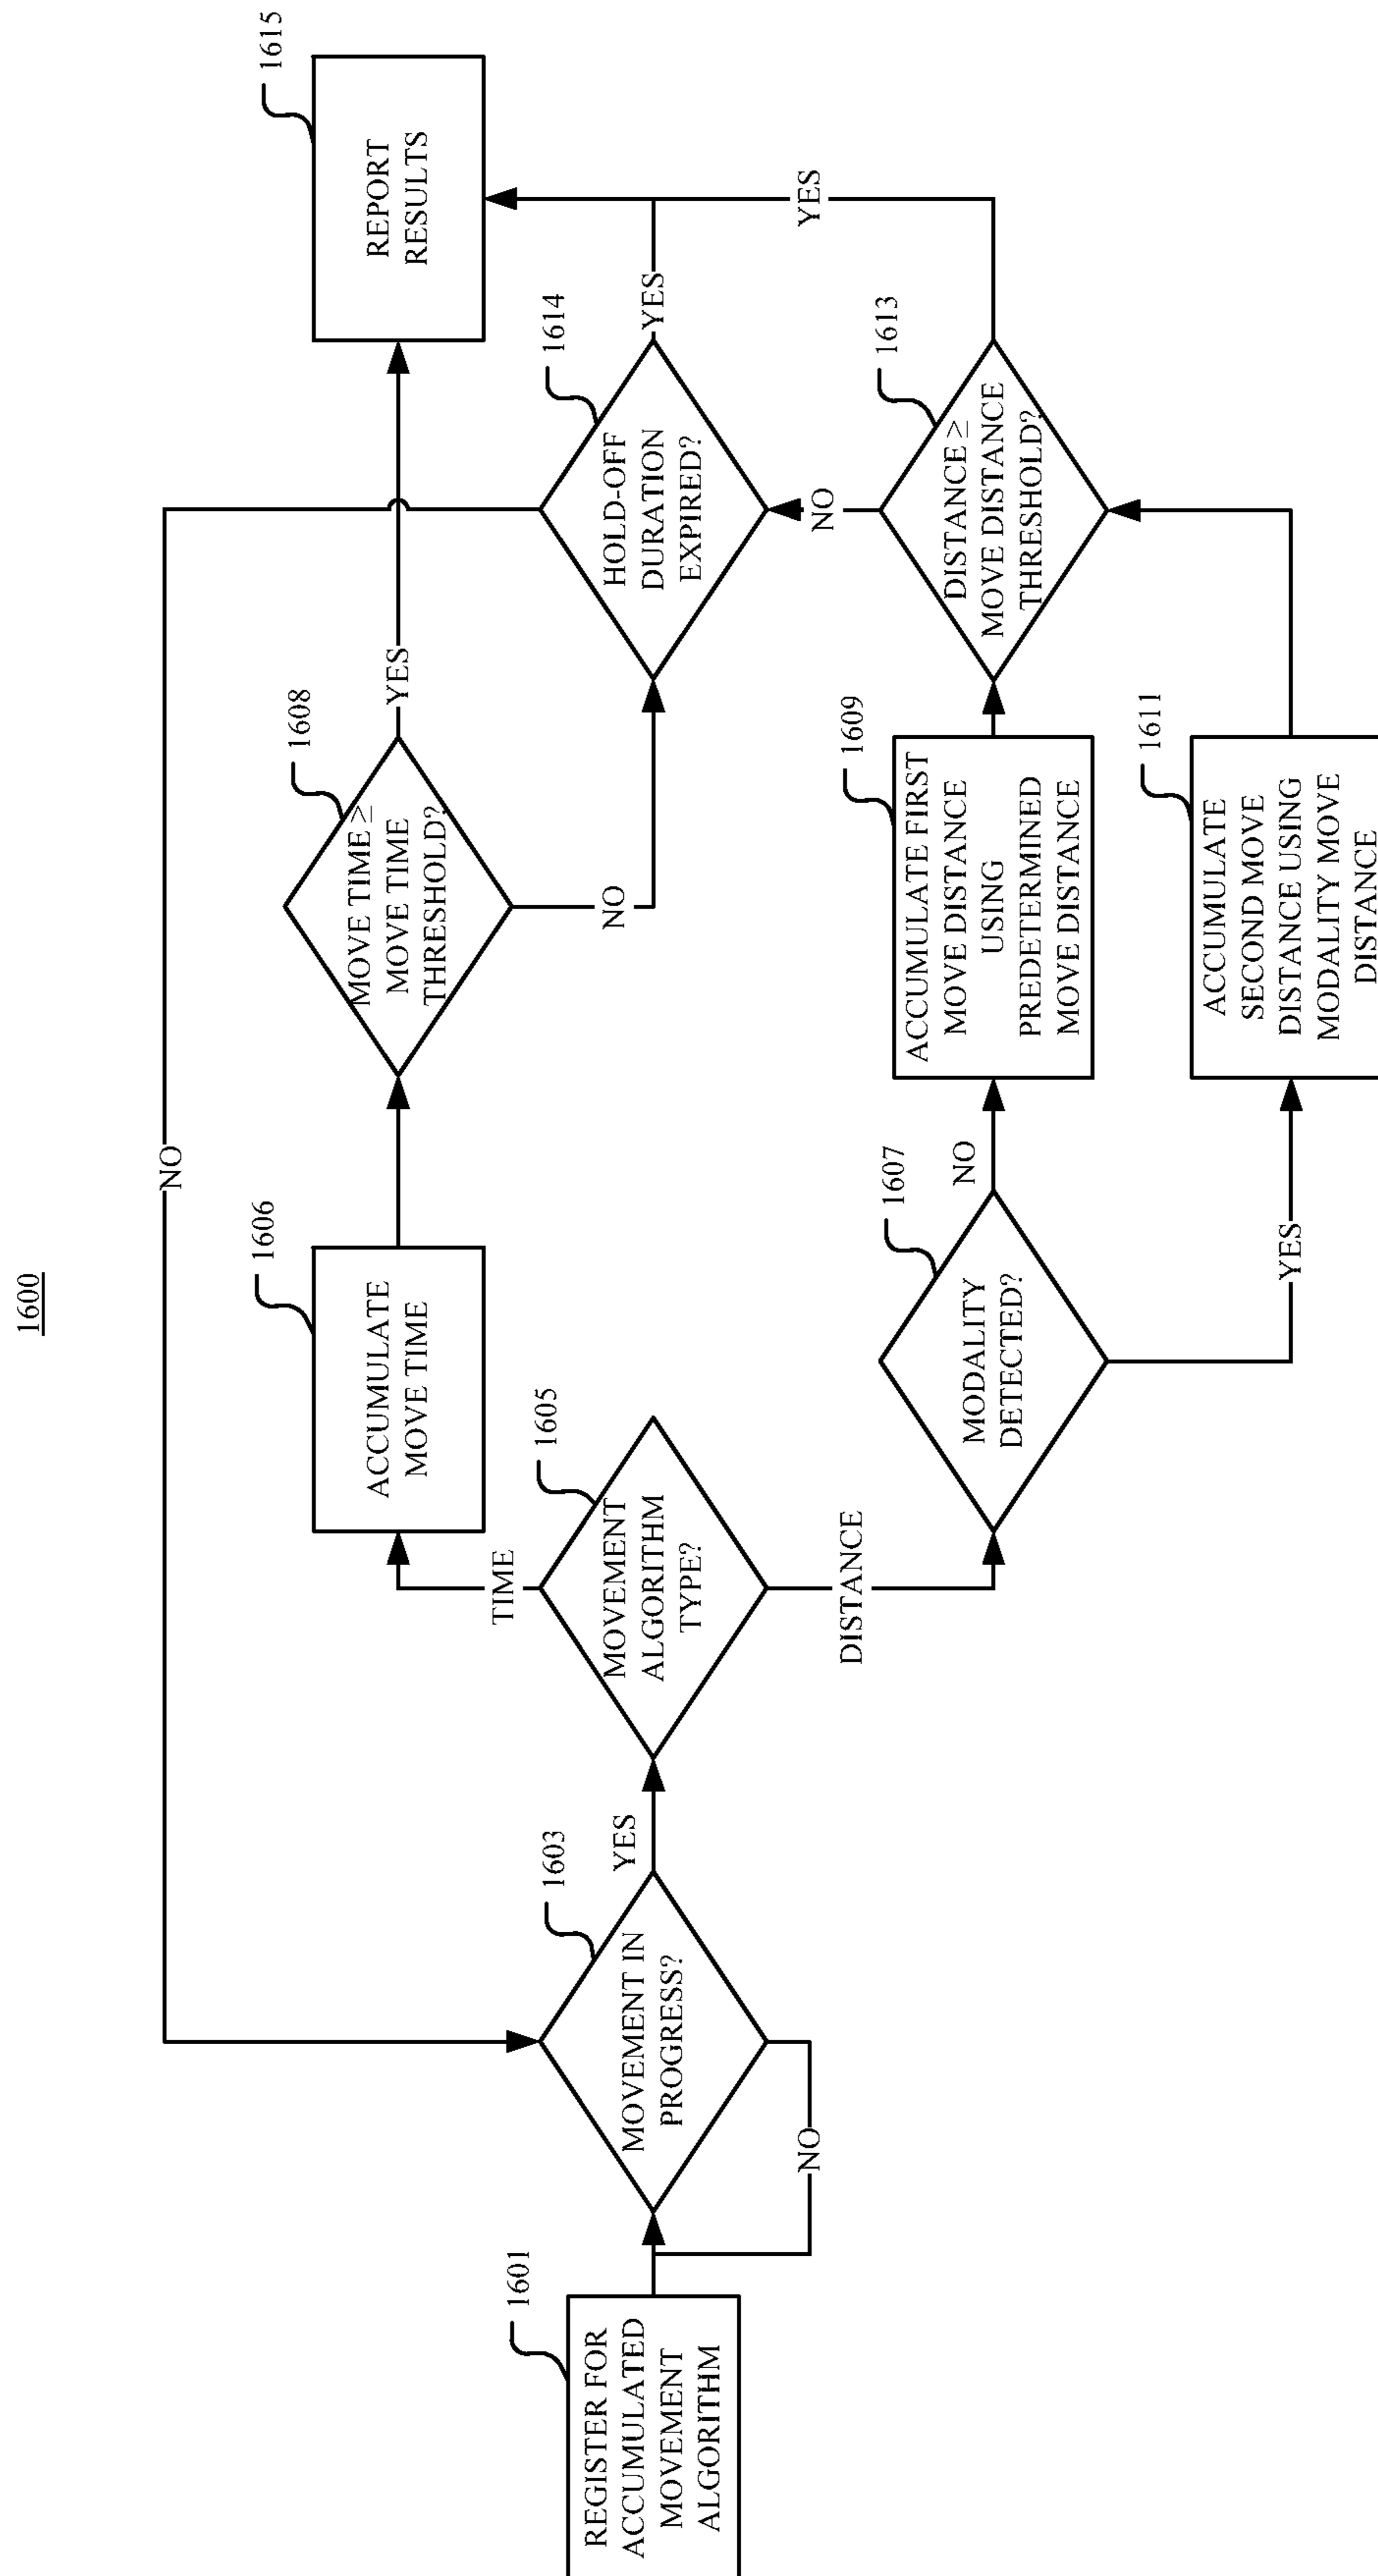 1600
1601
REGISTER FOR
ACCUMULATED
MOVEMENT
ALGORITHM
1603
MOVEMENT IN
PROGRESS?
NO
YES
1605
MOVEMENT
ALGORITHM
TYPE?
TIME
DISTANCE
1606
ACCUMULATE
MOVE TIME
1607
MODALITY
DETECTED?
NO
YES
1608
MOVE TIME ≥
MOVE TIME
THRESHOLD?
YES
NO
1609
ACCUMULATE FIRST
MOVE DISTANCE
USING
PREDETERMINED
MOVE DISTANCE
1611
ACCUMULATE
SECOND MOVE
DISTANCE USING
MODALITY MOVE
DISTANCE
1613
DISTANCE ≥
MOVE DISTANCE
THRESHOLD?
NO
YES
1614
HOLD-OFF
DURATION
EXPIRED?
YES
NO
1615
REPORT
RESULTS